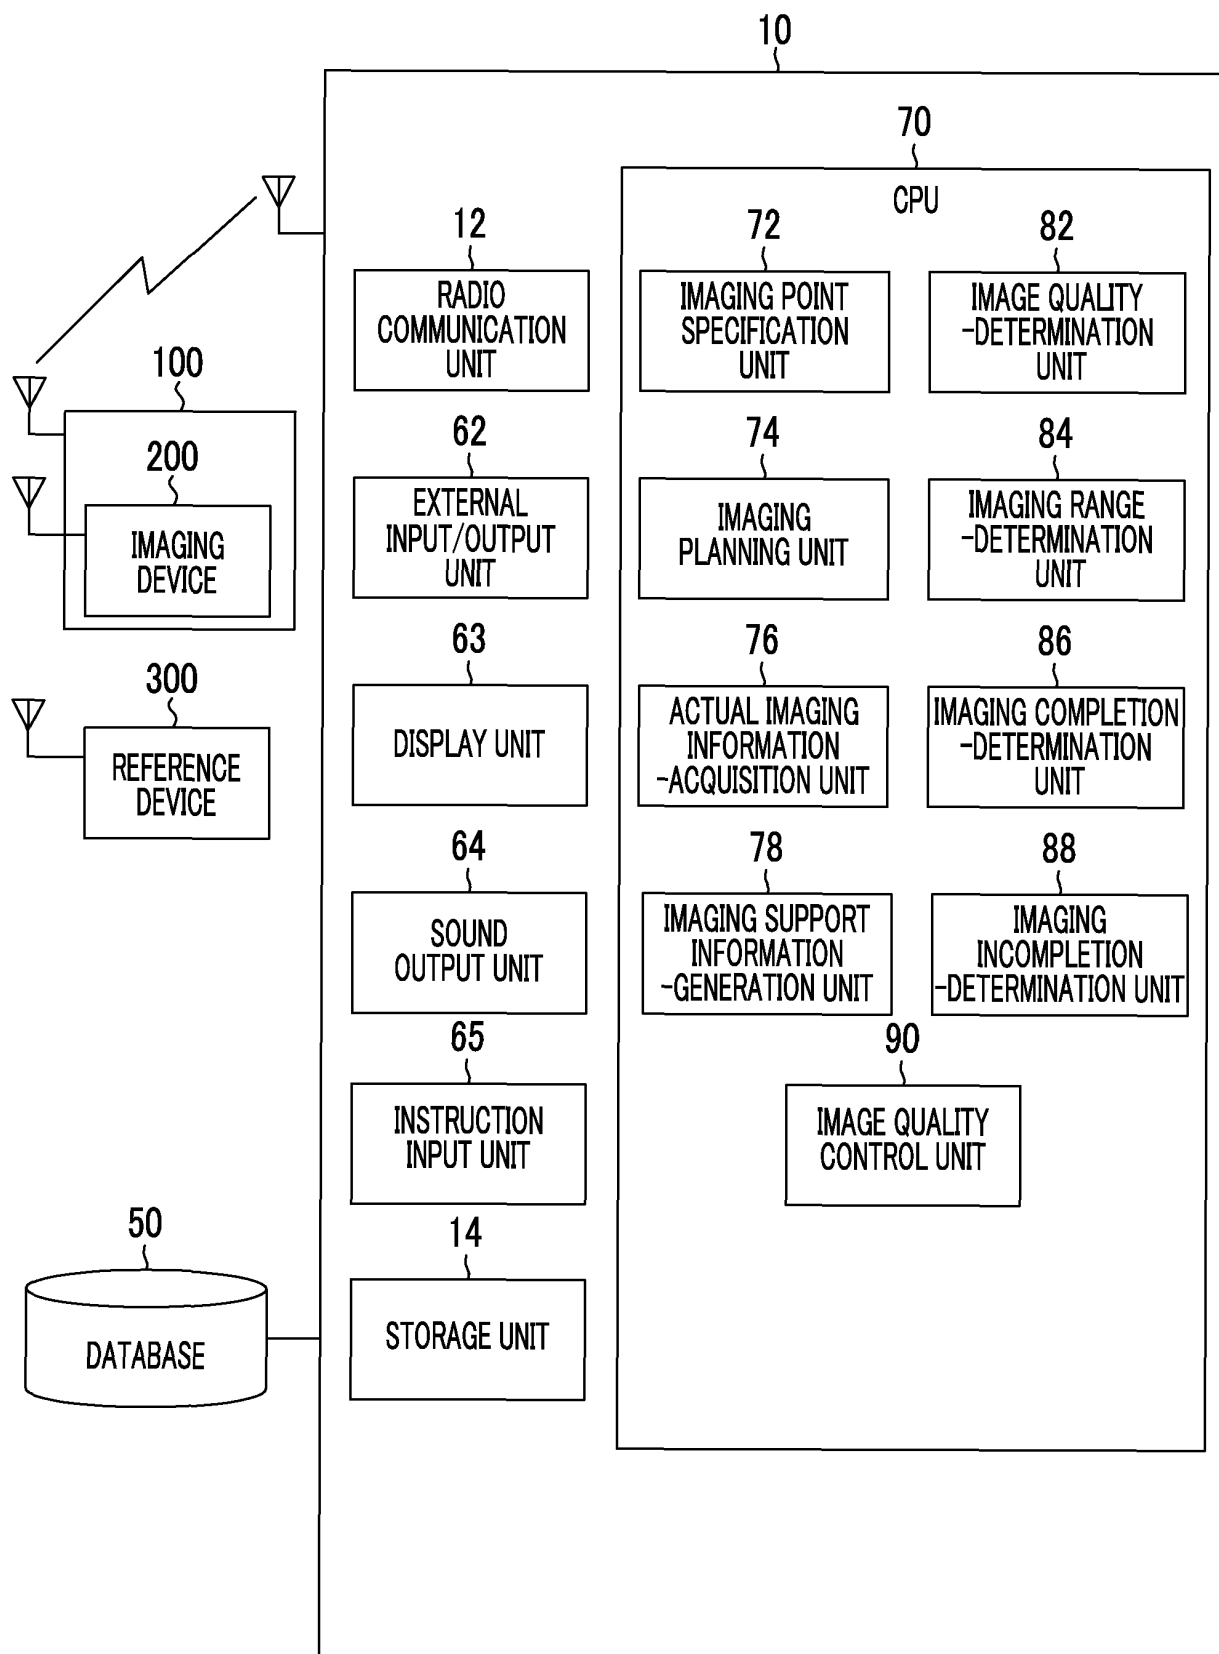 10
70
CPU
12
RADIO
COMMUNICATION
UNIT
72
IMAGING POINT
SPECIFICATION
UNIT
82
IMAGE QUALITY
-DETERMINATION
UNIT
100
200
IMAGING
DEVICE
62
EXTERNAL
INPUT/OUTPUT
UNIT
74
IMAGING
PLANNING UNIT
84
IMAGING RANGE
-DETERMINATION
UNIT
300
REFERENCE
DEVICE
63
DISPLAY UNIT
76
ACTUAL IMAGING
INFORMATION
-ACQUISITION UNIT
86
IMAGING COMPLETION
-DETERMINATION
UNIT
64
SOUND
OUTPUT UNIT
78
IMAGING SUPPORT
INFORMATION
-GENERATION UNIT
88
IMAGING
INCOMPLETION
-DETERMINATION UNIT
65
INSTRUCTION
INPUT UNIT
90
IMAGE QUALITY
CONTROL UNIT
50
DATABASE
14
STORAGE UNIT